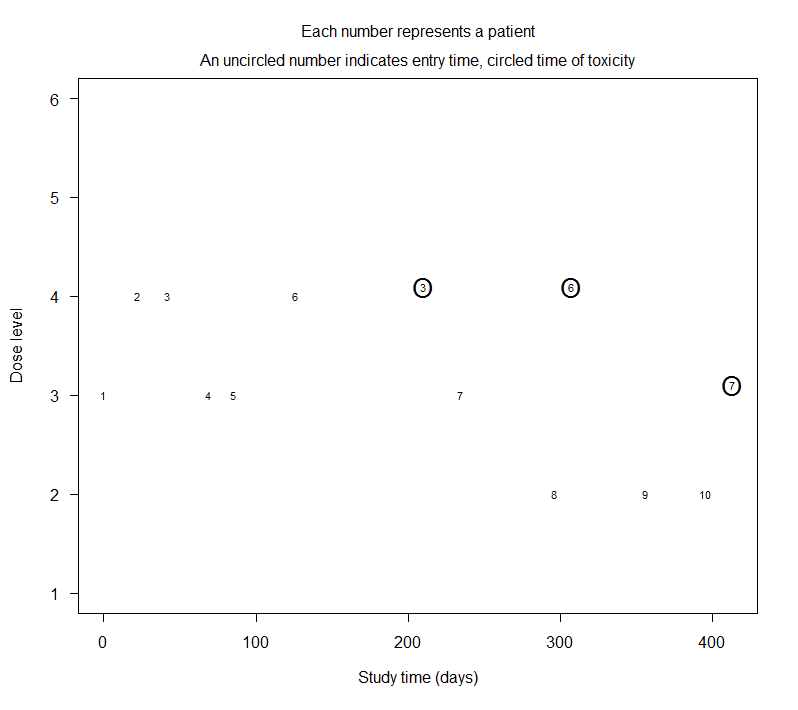 Each number represents a patient
An uncircled number indicates entry time, circled time of toxicity
6
5
4
3
2
1
Dose level
2 3 6 3 6
1 4 5 7 7
8 9 10
0 100 200 300 400
Study time (days)